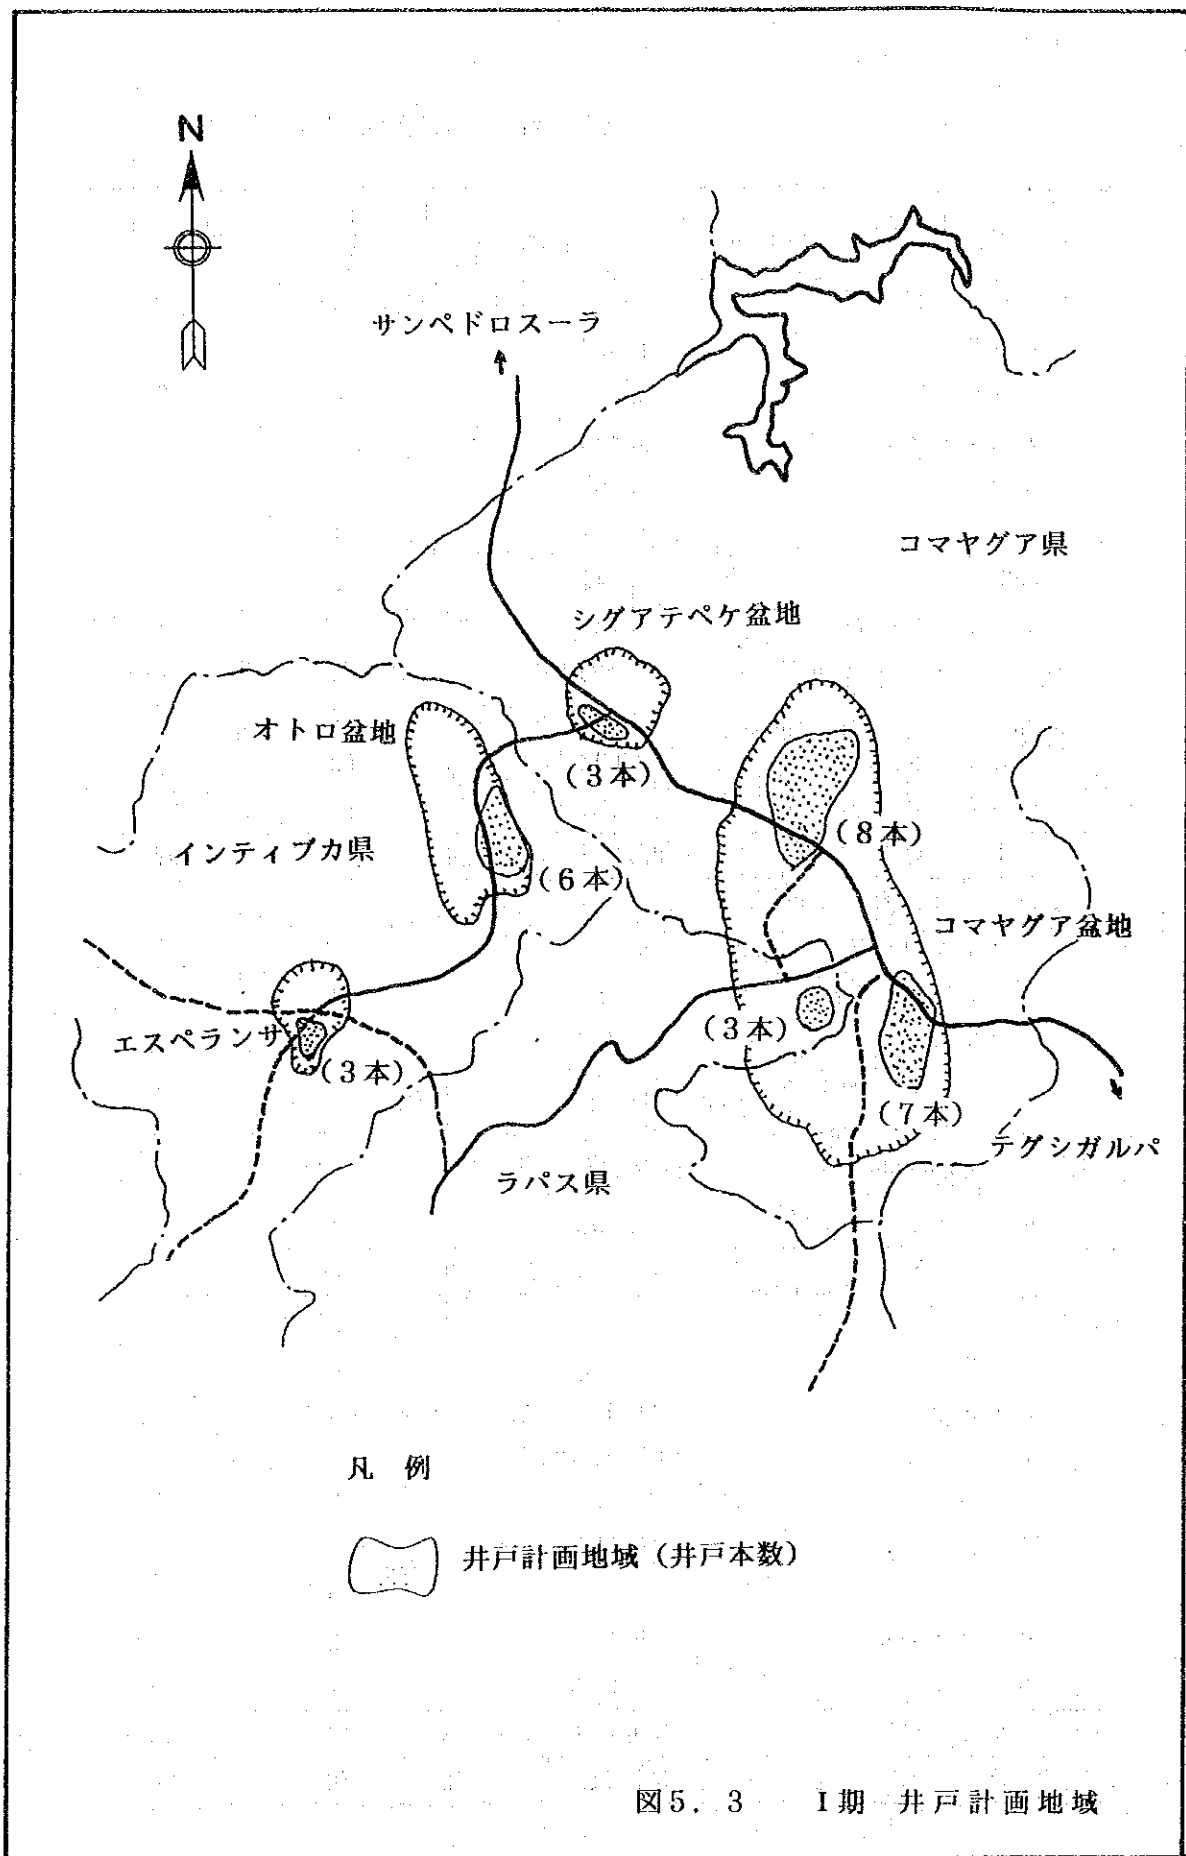 N
サンペドロスーラ
コマヤグア県
シグアテペケ盆地
オトロ盆地
(3本)
(8本)
インティブカ県
(6本)
コマヤグア盆地
エスペランサ
(3本)
(3本)
(7本)
テグシガルパ
ラパス県
凡 例
井戸計画地域(井戸本数)
図5.3 I期 井戸計画地域